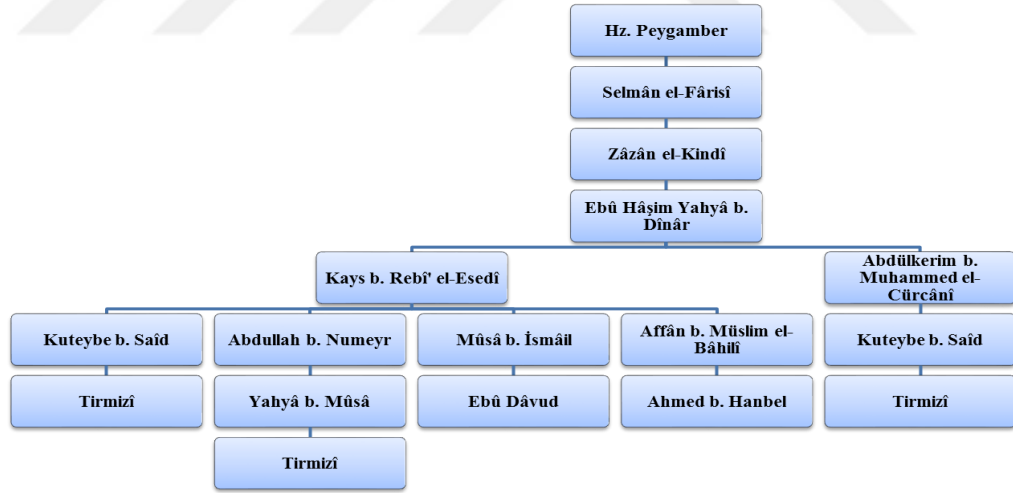 Hz. Peygamber
Selmân el-Fârisî
Zâzân el-Kindî
Ebû Hâşim Yahyâ b.
Dînâr
Kays b. Rebî' el-Esedî
Abdülkerim b.
Muhammed el-
Cürcânî
Kuteybe b. Saîd
Abdullah b. Numeyr
Mûsâ b. İsmâil
Affân b. Müslim el-
Bâhilî
Kuteybe b. Saîd
Tirmizî
Yahyâ b. Mûsâ
Ebû Dâvud
Ahmed b. Hanbel
Tirmizî
Tirmizî